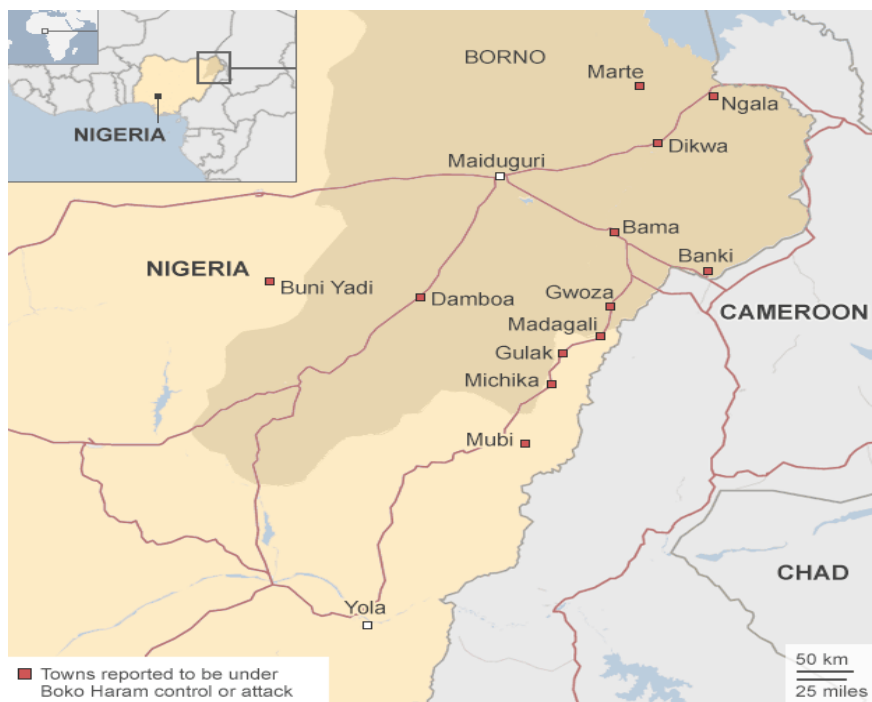 BORNO
Marte
Ngala
NIGERIA
Dikwa
Maiduguri
Bama
Banki
NIGERIA
Buni Yadi
Damboa
Gwoza
CAMEROON
Madagali
Gulak
Michika
Mubi
CHAD
Yola
50 km
25 miles
Towns reported to be under
Boko Haram control or attack